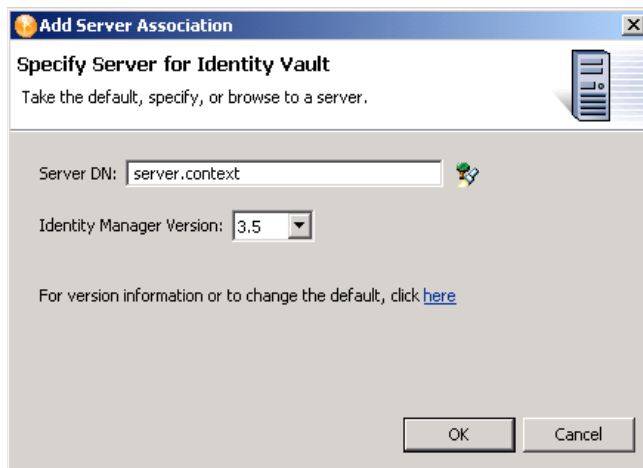 Add Server Association
Specify Server for Identity Vault
Take the default, specify, or browse to a server.
Server DN: server.context
Identity Manager Version: 3.5
For version information or to change the default, click here
OK Cancel